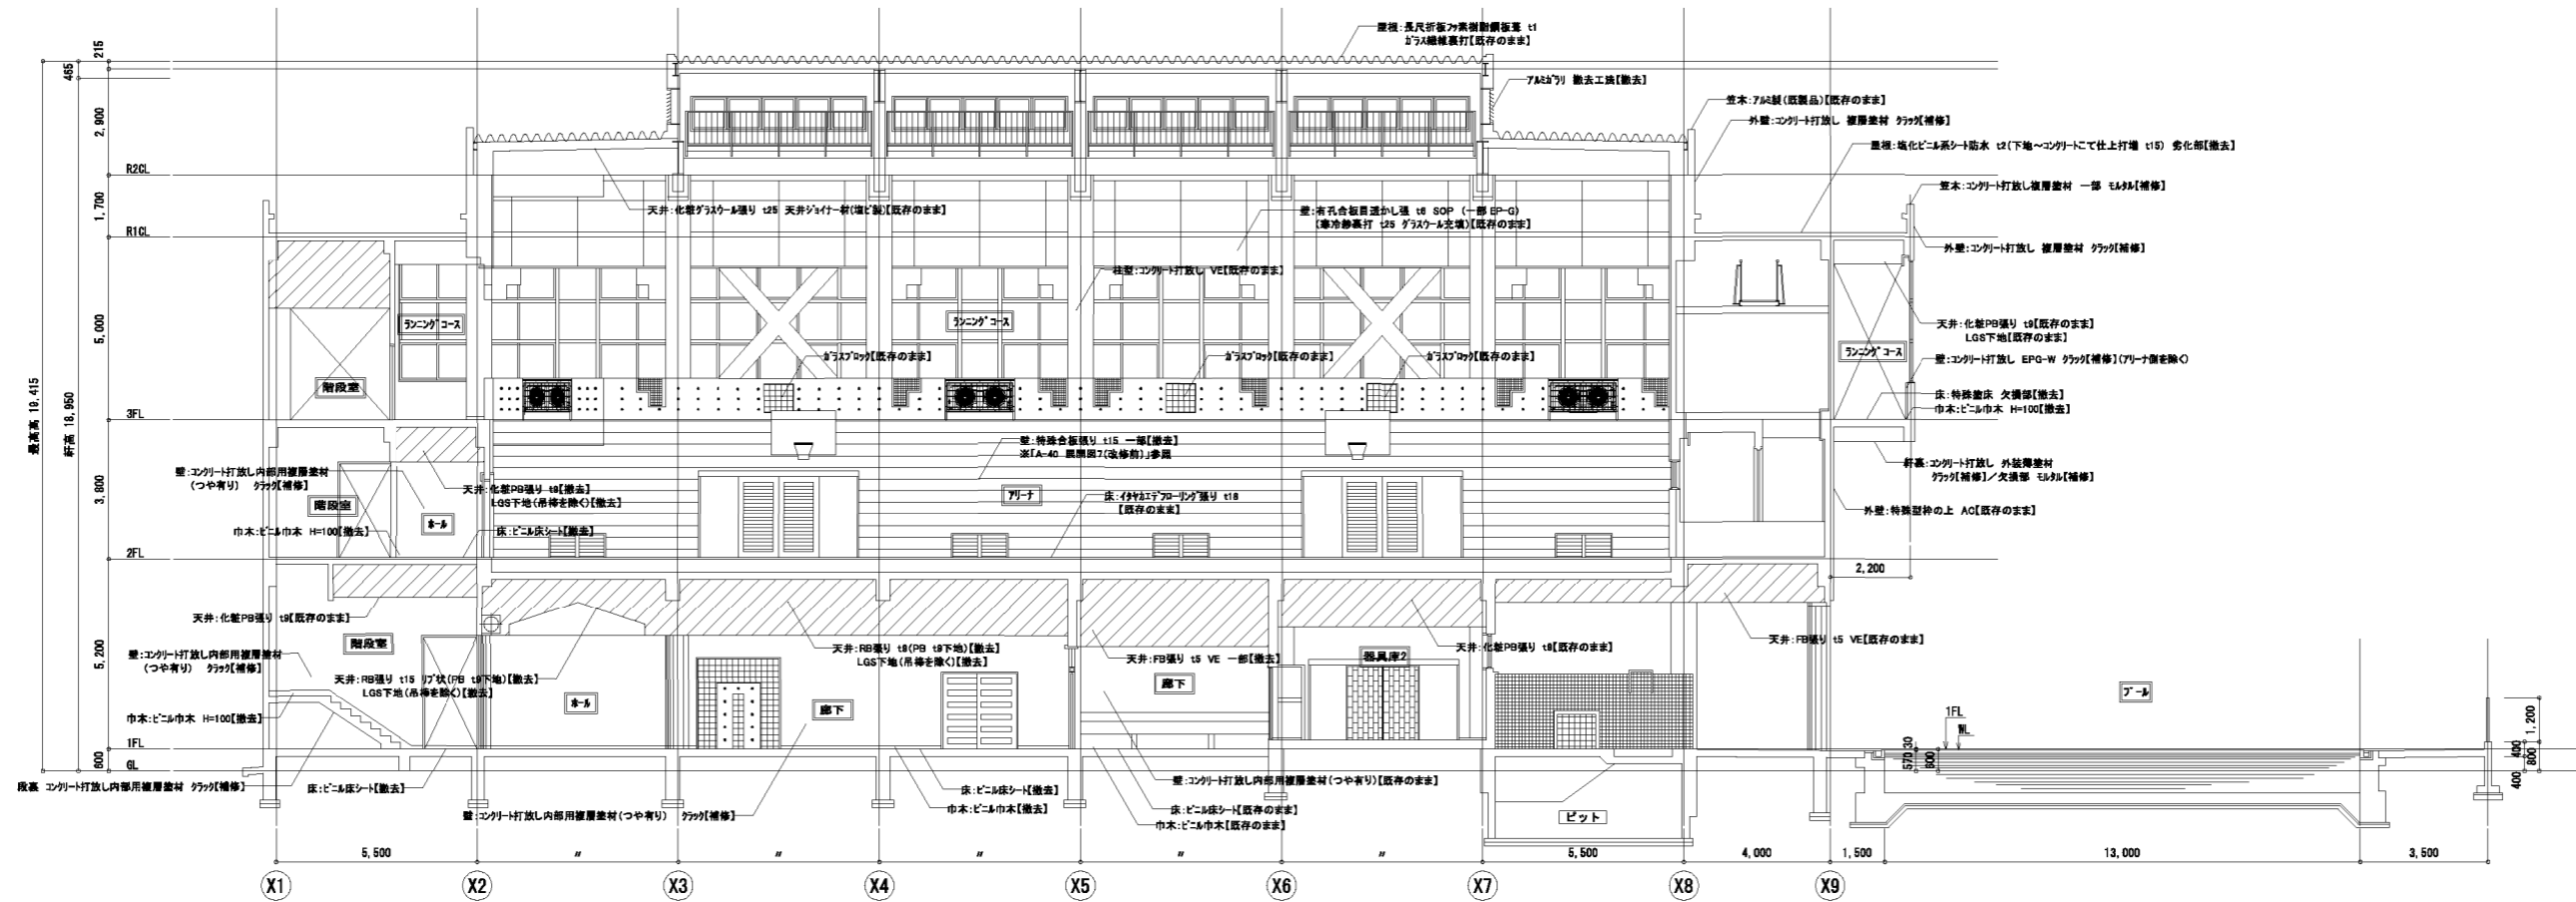 屋根:長尺折板フッ素樹脂鋼板葺 t1
ガラス繊維裏打【既存のまま】
アルミガラリ 撤去工法【撤去】
笠木:アルミ製(既製品)【既存のまま】
外壁:コンクリート打放し 複層塗材 クラック【補修】
屋根:塩化ビニル系シート防水 t2(下地~コンクリートこて仕上打増 t15) 劣化部【撤去】
笠木:コンクリート打放し複層塗材 一部 モルタル【補修】
外壁:コンクリート打放し 複層塗材 クラック【補修】
天井:化粧グラスウール張り t25 天井ジョイナー材(塩ビ製)【既存のまま】
壁:有孔合板目透かし張 t6 SOP (一部EP-G)
(寒冷紗裏打 t25 グラスウール充填)【既存のまま】
柱型:コンクリート打放し VE【既存のまま】
ランニングコース
ランニングコース
ランニングコース
天井:化粧PB張り t9【既存のまま】
LGS下地【既存のまま】
ガラスブロック【既存のまま】
ガラスブロック【既存のまま】
ガラスブロック【既存のまま】
壁:コンクリート打放し EPG-W クラック【補修】(アリーナ側を除く)
階段室
床:特殊塗床 欠損部【撤去】
巾木:ビニル巾木 H=100【撤去】
壁:特殊合板張り t15 一部【撤去】
※「A-40 展開図7(改修前)」参照
軒裏:コンクリート打放し 外装薄塗材
クラック【補修】/欠損部 モルタル【補修】
壁:コンクリート打放し内部用複層塗材
(つや有り) クラック【補修】
天井:化粧PB張り t9【撤去】
LGS下地(吊棒を除く)【撤去】
階段室
ホール
アリーナ
床:イタヤカエデフローリング張り t18
【既存のまま】
外壁:特殊型枠の上 AC【既存のまま】
巾木:ビニル巾木 H=100【撤去】
床:ビニル床シート【撤去】
2,200
天井:化粧PB張り t9【既存のまま】
階段室
壁:コンクリート打放し内部用複層塗材
(つや有り) クラック【補修】
天井:RB張り t15 リブ状(PB t9下地)【撤去】
LGS下地(吊棒を除く)【撤去】
天井:RB張り t9(PB t9下地)【撤去】
LGS下地(吊棒を除く)【撤去】
天井:FB張り t5 VE 一部【撤去】
天井:化粧PB張り t9【既存のまま】
天井:FB張り t5 VE【既存のまま】
器具庫2
廊下
ホール
廊下
プール
巾木:ビニル巾木 H=100【撤去】
段裏 コンクリート打放し内部用複層塗材 クラック【補修】
床:ビニル床シート【撤去】
壁:コンクリート打放し内部用複層塗材(つや有り) クラック【補修】
床:ビニル床シート【撤去】
巾木:ビニル巾木【撤去】
壁:コンクリート打放し内部用複層塗材(つや有り)【既存のまま】
床:ビニル床シート【既存のまま】
巾木:ビニル巾木【既存のまま】
ピット
1FL
WL
30
570
600
1,200
400
800
400
215
465
2,900
R2CL
1,700
R1CL
5,000
3FL
3,800
2FL
5,200
1FL
600
GL
最高高 19,415
軒高 18,950
5,500
〃
〃
〃
〃
〃
5,500
4,000
1,500
13,000
3,500
X1
X2
X3
X4
X5
X6
X7
X8
X9